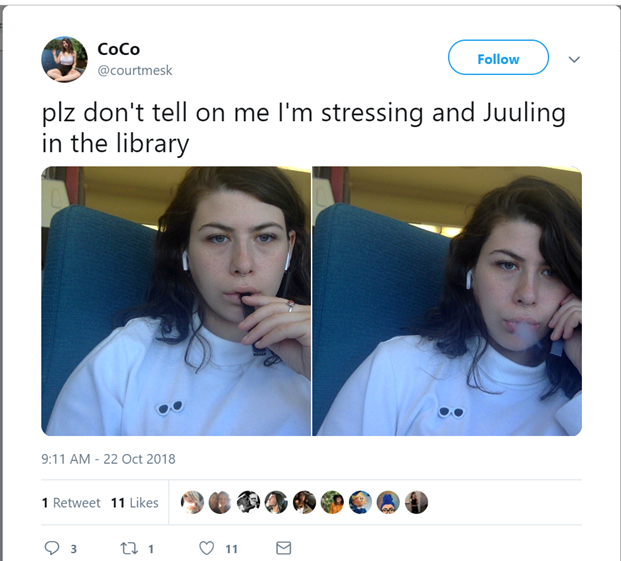 CoCo
@courtmesk
Follow
plz don't tell on me I'm stressing and Juuling
in the library
9:11 AM - 22 Oct 2018
1 Retweet 11 Likes
3 1 11